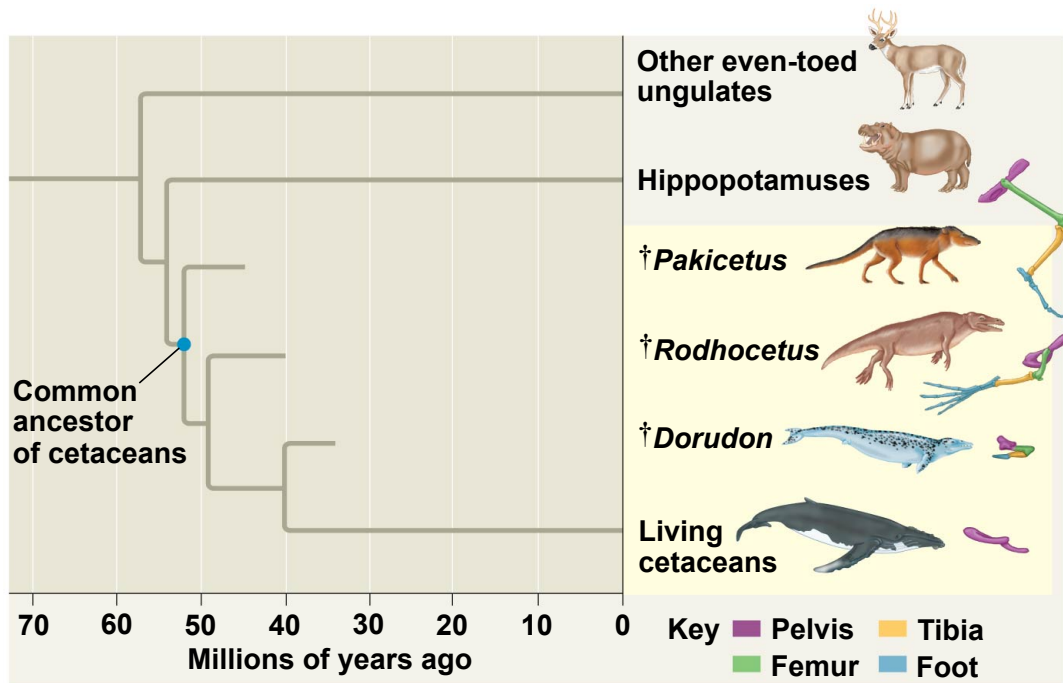 Other even-toed
ungulates
Hippopotamuses
†Pakicetus
†Rodhocetus
Common
ancestor
of cetaceans
†Dorudon
Living
cetaceans
70 60 50 40 30 20 10 0
Millions of years ago
Key Pelvis Tibia
Femur Foot